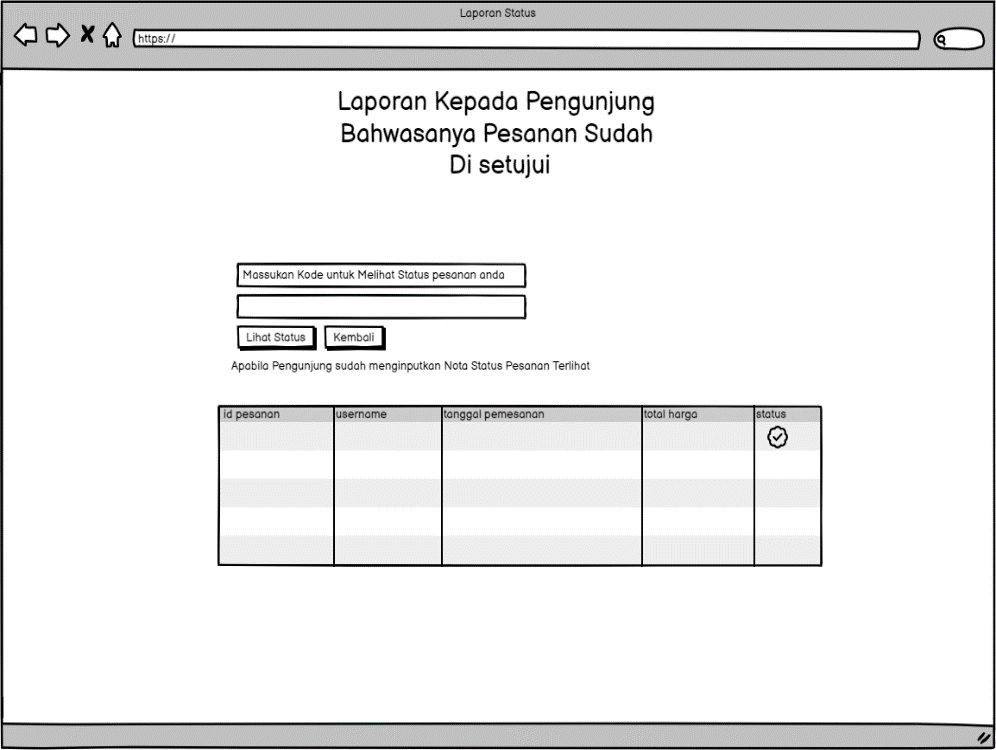 Laporan Status
https://
Laporan Kepada Pengunjung
Bahwasanya Pesanan Sudah
Di setujui
Massukan Kode untuk Melihat Status pesanan anda
Lihat Status Kembali
Apabila Pengunjung sudah menginputkan Nota Status Pesanan Terlihat
id pesanan username tanggal pemesanan total harga status